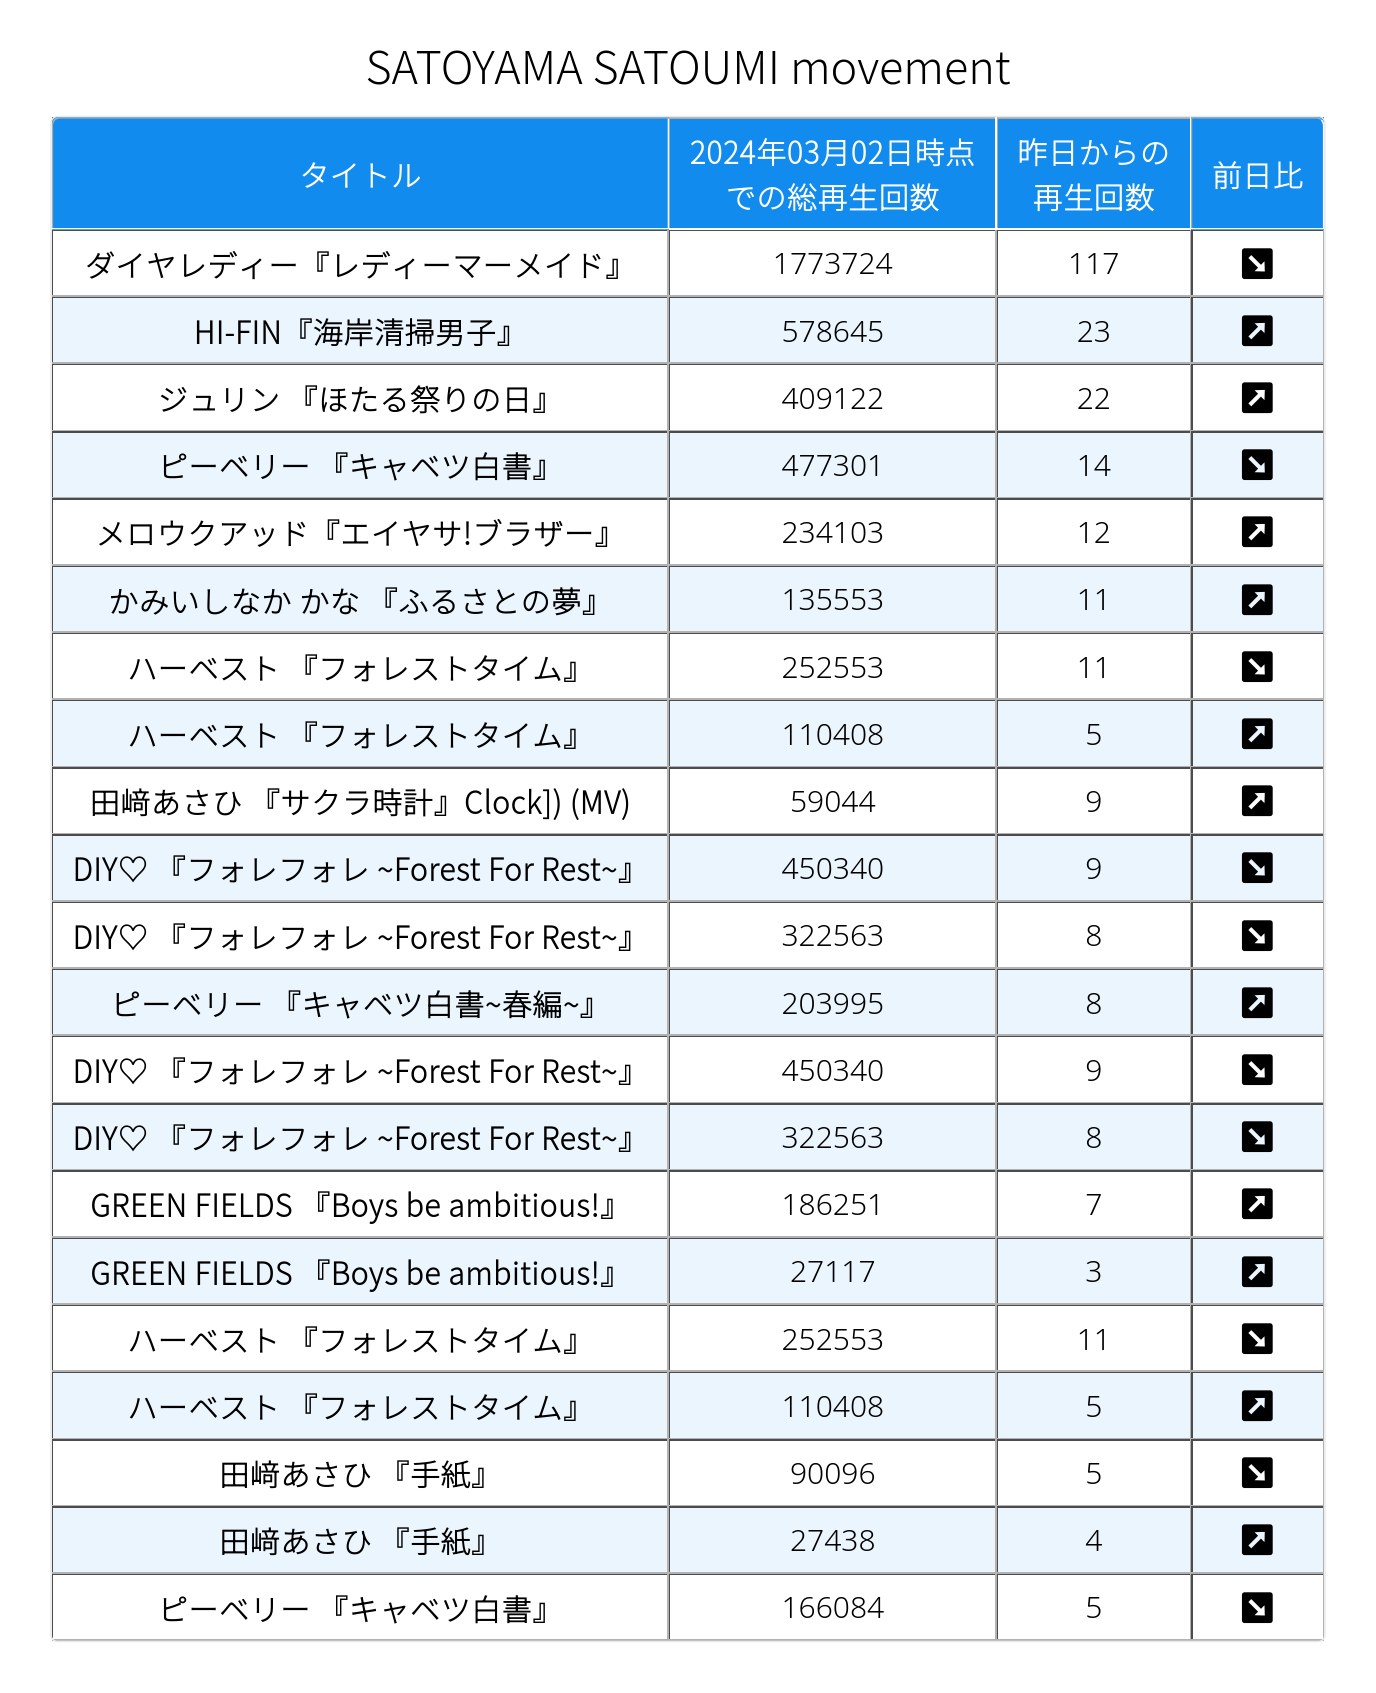 SATOYAMA SATOUMI movement
タイトル 2024年03月02日時点での総再生回数 昨日からの再生回数 前日比
ダイヤレディー『レディーマーメイド』 1773724 117
HI-FIN『海岸清掃男子』 578645 23
ジュリン 『ほたる祭りの日』 409122 22
ピーベリー 『キャベツ白書』 477301 14
メロウクアッド『エイヤサ!ブラザー』 234103 12
かみいしなか かな 『ふるさとの夢』 135553 11
ハーベスト 『フォレストタイム』 252553 11
ハーベスト 『フォレストタイム』 110408 5
田﨑あさひ 『サクラ時計』Clock]) (MV) 59044 9
DIY♡ 『フォレフォレ ~Forest For Rest~』 450340 9
DIY♡ 『フォレフォレ ~Forest For Rest~』 322563 8
ピーベリー 『キャベツ白書~春編~』 203995 8
DIY♡ 『フォレフォレ ~Forest For Rest~』 450340 9
DIY♡ 『フォレフォレ ~Forest For Rest~』 322563 8
GREEN FIELDS 『Boys be ambitious!』 186251 7
GREEN FIELDS 『Boys be ambitious!』 27117 3
ハーベスト 『フォレストタイム』 252553 11
ハーベスト 『フォレストタイム』 110408 5
田﨑あさひ 『手紙』 90096 5
田﨑あさひ 『手紙』 27438 4
ピーベリー 『キャベツ白書』 166084 5